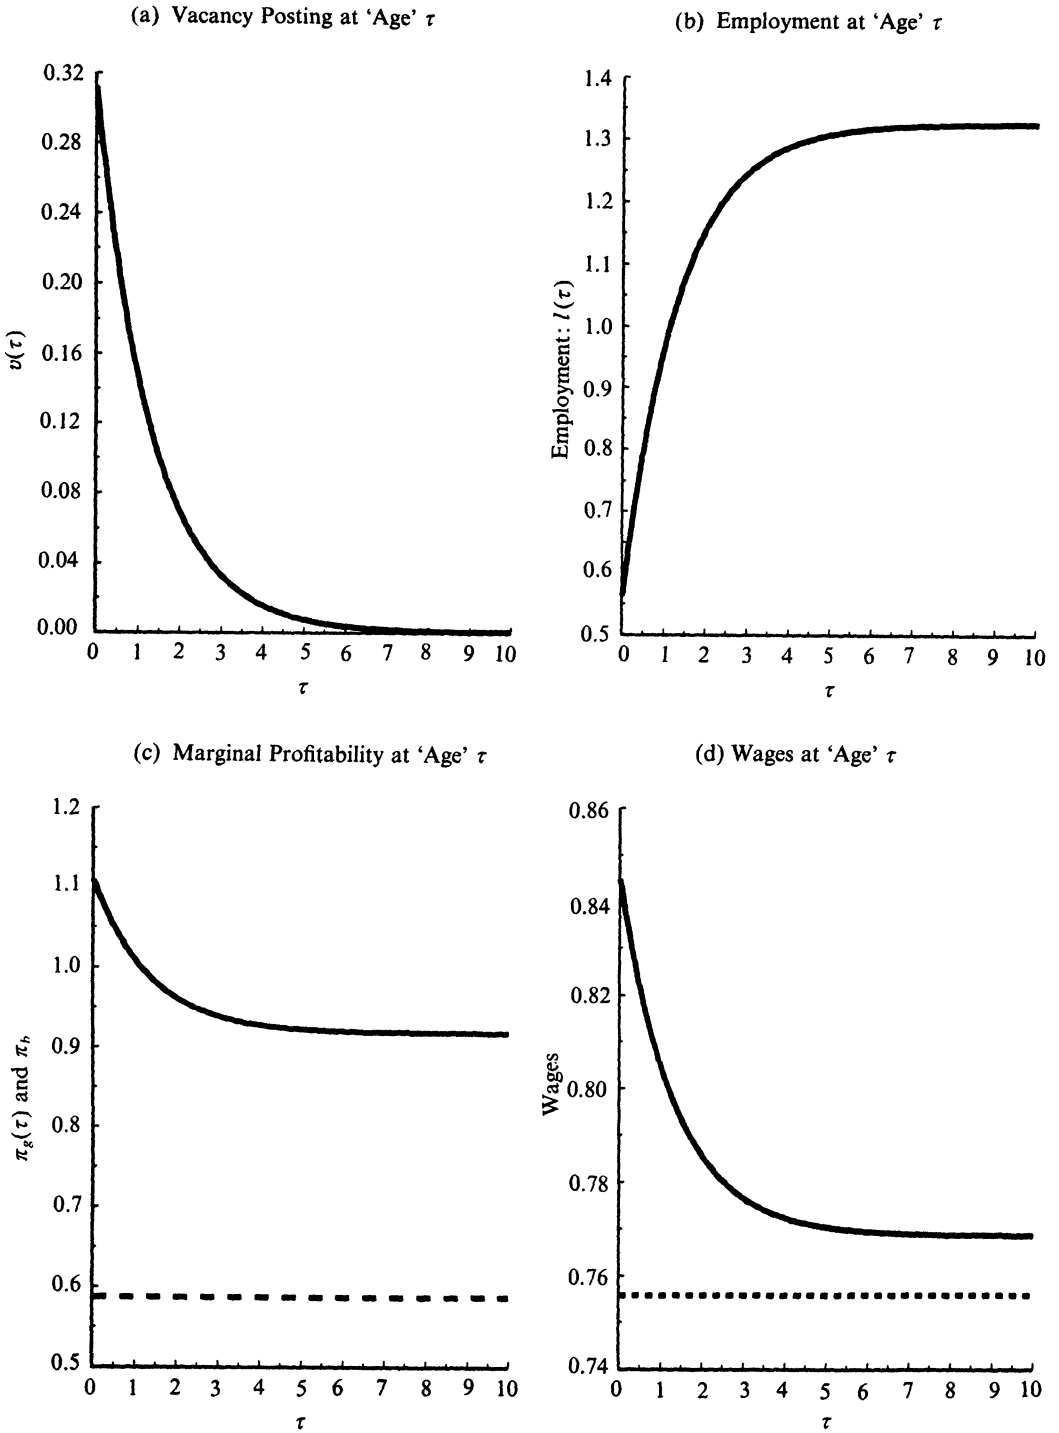 (a) Vacancy Posting at ‘Age’ τ
0.32
0.28
0.24
0.20
0.16
0.12
0.08
0.04
0.00
v(τ)
0 1 2 3 4 5 6 7 8 9 10
τ
(b) Employment at ‘Age’ τ
1.4
1.3
1.2
1.1
1.0
0.9
0.8
0.7
0.6
0.5
Employment: l(τ)
0 1 2 3 4 5 6 7 8 9 10
τ
(c) Marginal Profitability at ‘Age’ τ
1.2
1.1
1.0
0.9
0.8
0.7
0.6
0.5
π_g(τ) and π_b
0 1 2 3 4 5 6 7 8 9 10
τ
(d) Wages at ‘Age’ τ
0.86
0.84
0.82
0.80
0.78
0.76
0.74
Wages
0 1 2 3 4 5 6 7 8 9 10
τ